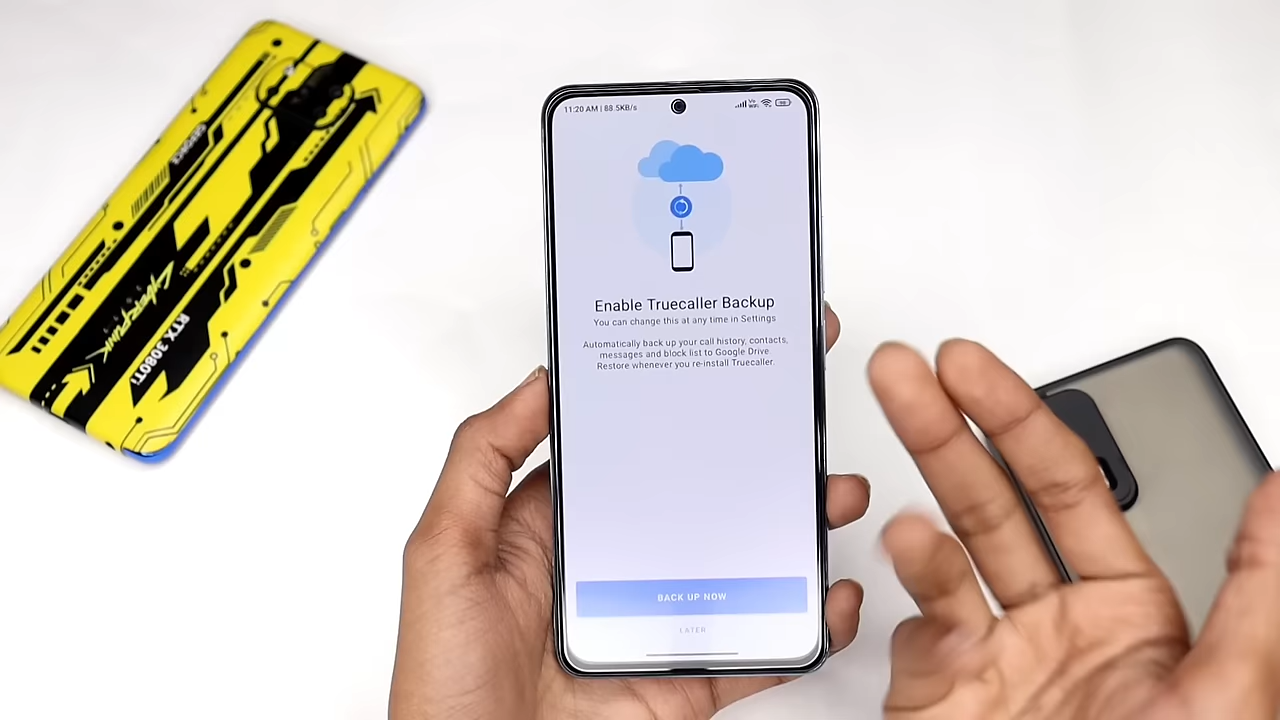 11:20 AM | 88.5KB/s
Enable Truecaller Backup
You can change this at any time in Settings
Automatically back up your call history, contacts,
messages and block list to Google Drive.
Restore whenever you re-install Truecaller.
BACK UP NOW
LATER
GEFORCE
CYBERPUNK
RTX 3080Ti